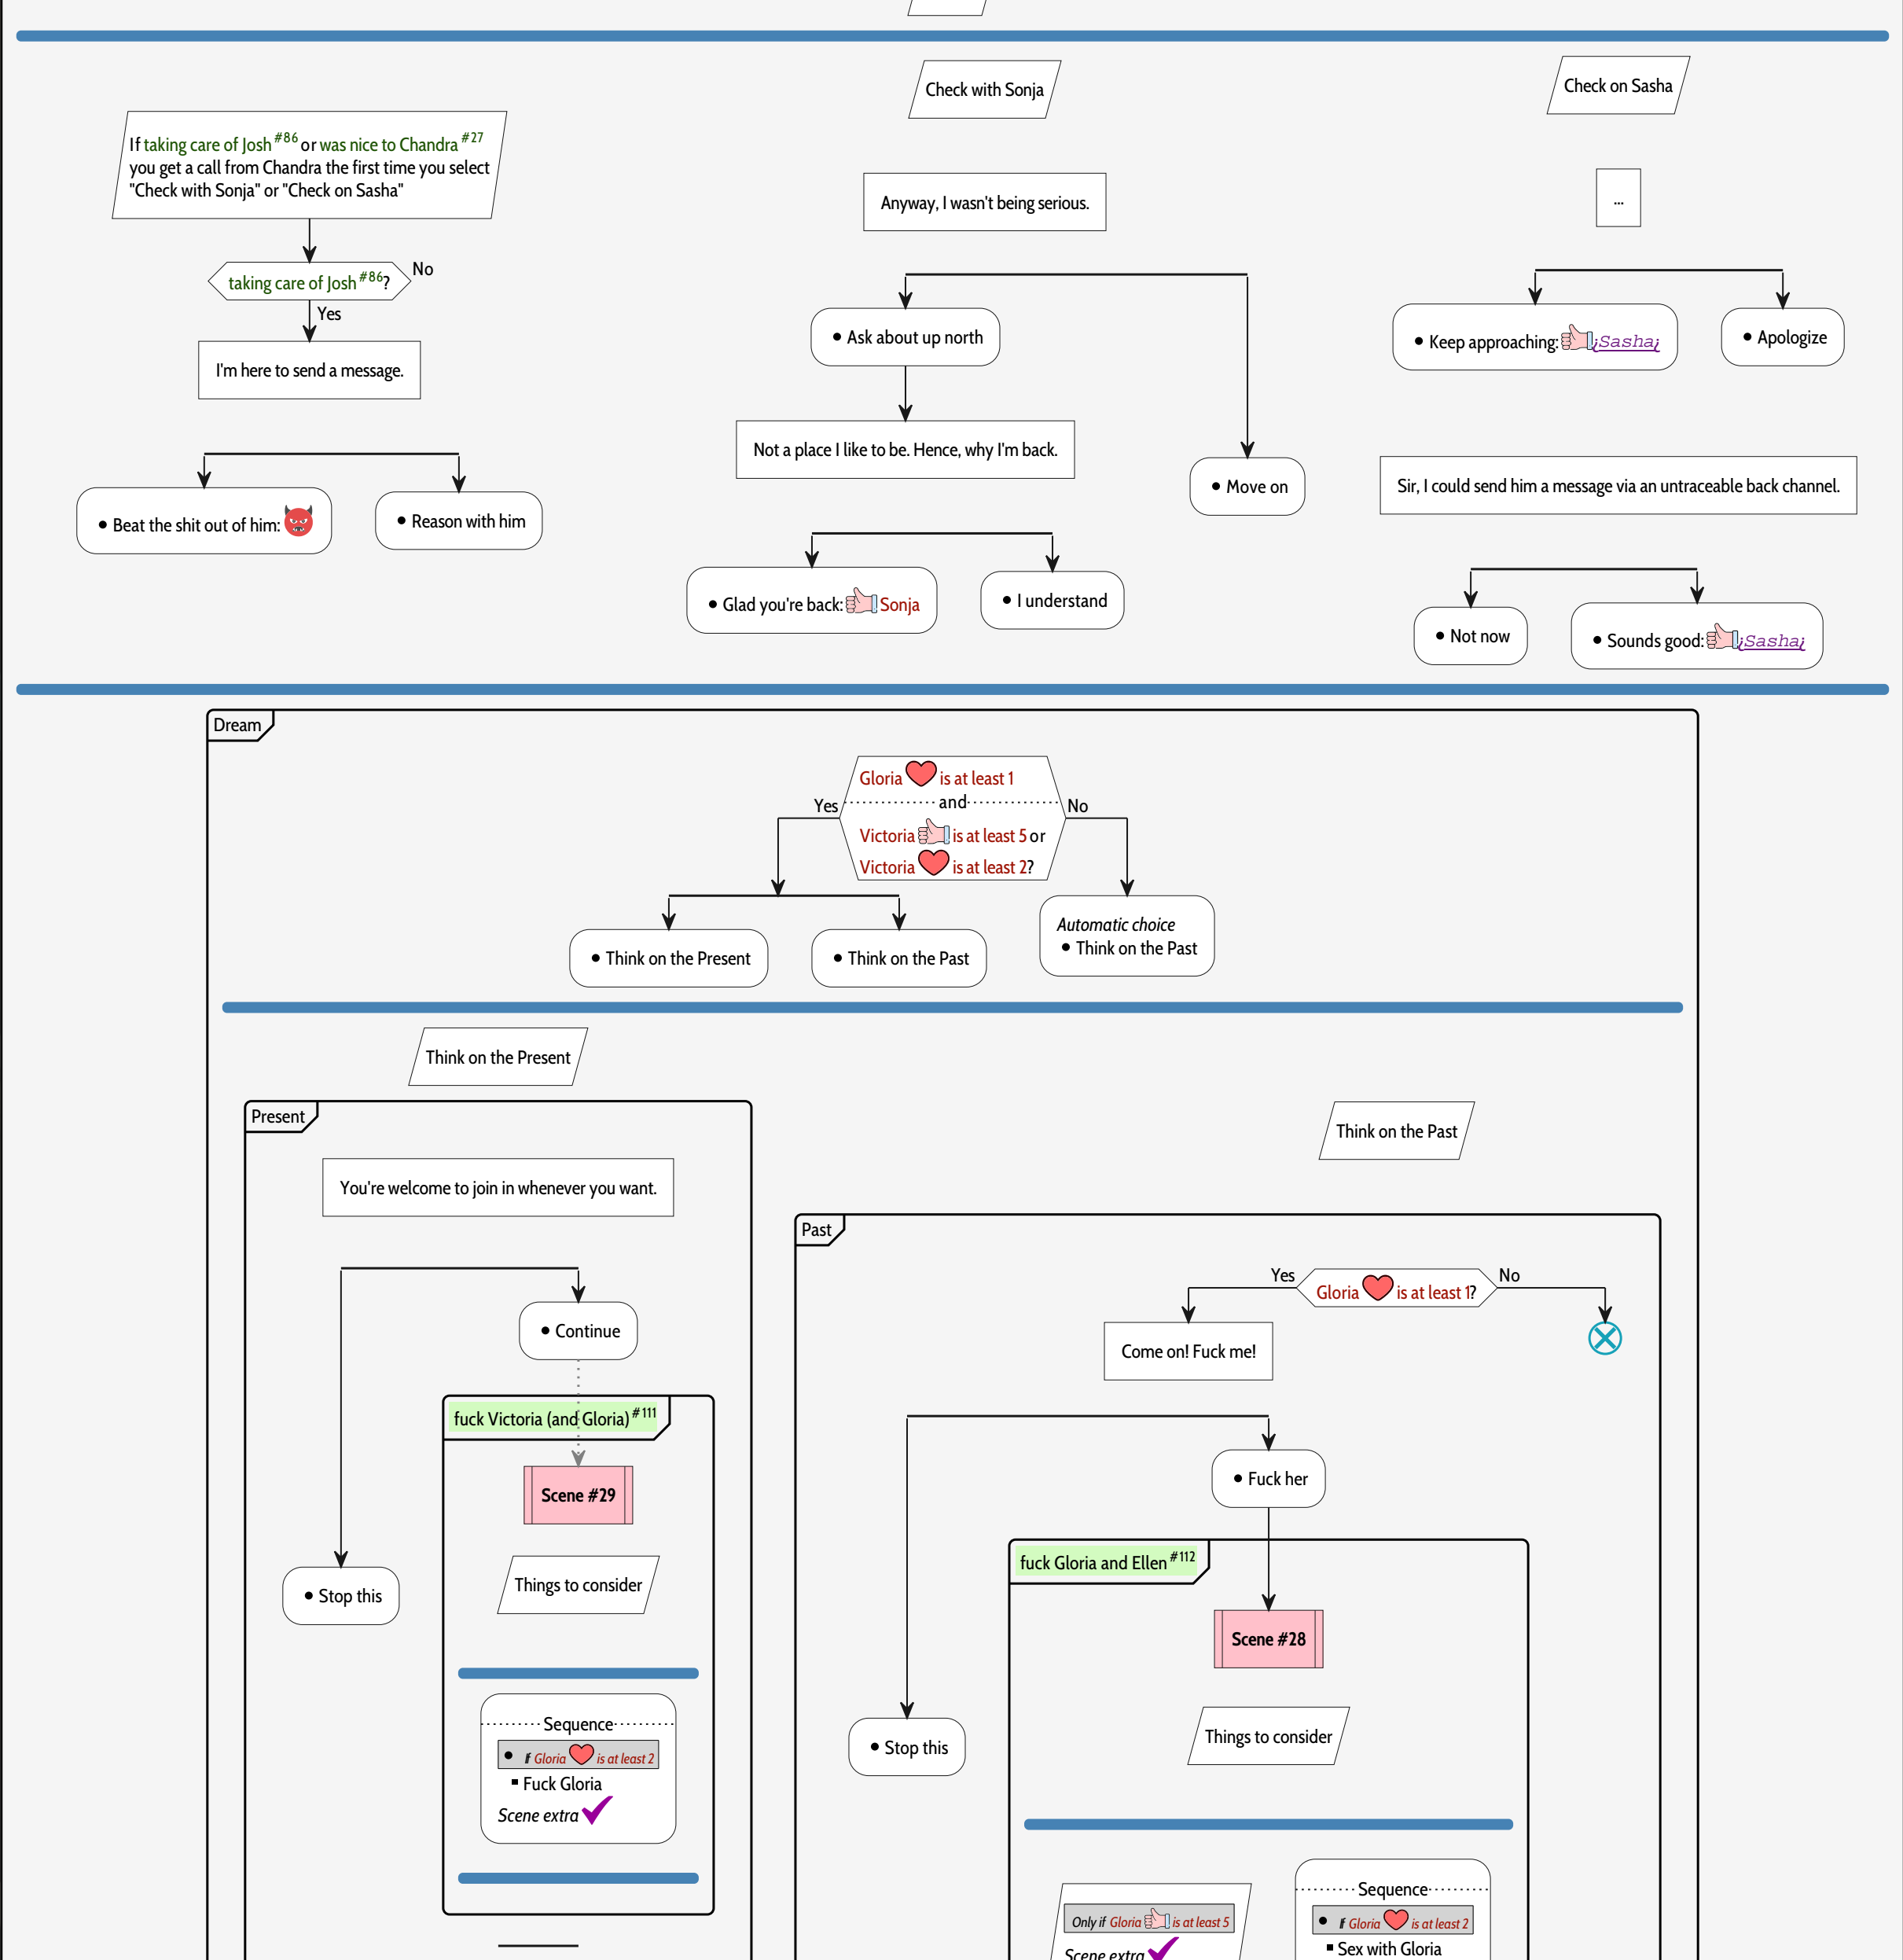 Check with Sonja
Check on Sasha
If taking care of Josh #86 or was nice to Chandra #27
you get a call from Chandra the first time you select
"Check with Sonja" or "Check on Sasha"
taking care of Josh #86?
No
Yes
I'm here to send a message.
• Beat the shit out of him:
• Reason with him
Anyway, I wasn't being serious.
• Ask about up north
Not a place I like to be. Hence, why I'm back.
• Move on
• Glad you're back: Sonja
• I understand
...
• Keep approaching: ¿Sasha¿
• Apologize
Sir, I could send him a message via an untraceable back channel.
• Not now
• Sounds good: ¿Sasha¿
Dream
Gloria is at least 1
and
Victoria is at least 5 or
Victoria is at least 2?
Yes
No
• Think on the Present
• Think on the Past
Automatic choice
• Think on the Past
Think on the Present
Present
You're welcome to join in whenever you want.
• Continue
fuck Victoria (and Gloria) #111
Scene #29
Things to consider
• Stop this
Sequence
• If Gloria is at least 2
▪ Fuck Gloria
Scene extra
Think on the Past
Past
Gloria is at least 1?
Yes
No
Come on! Fuck me!
• Fuck her
fuck Gloria and Ellen #112
Scene #28
Things to consider
• Stop this
Only if Gloria is at least 5
Scene extra
Sequence
• If Gloria is at least 2
▪ Sex with Gloria